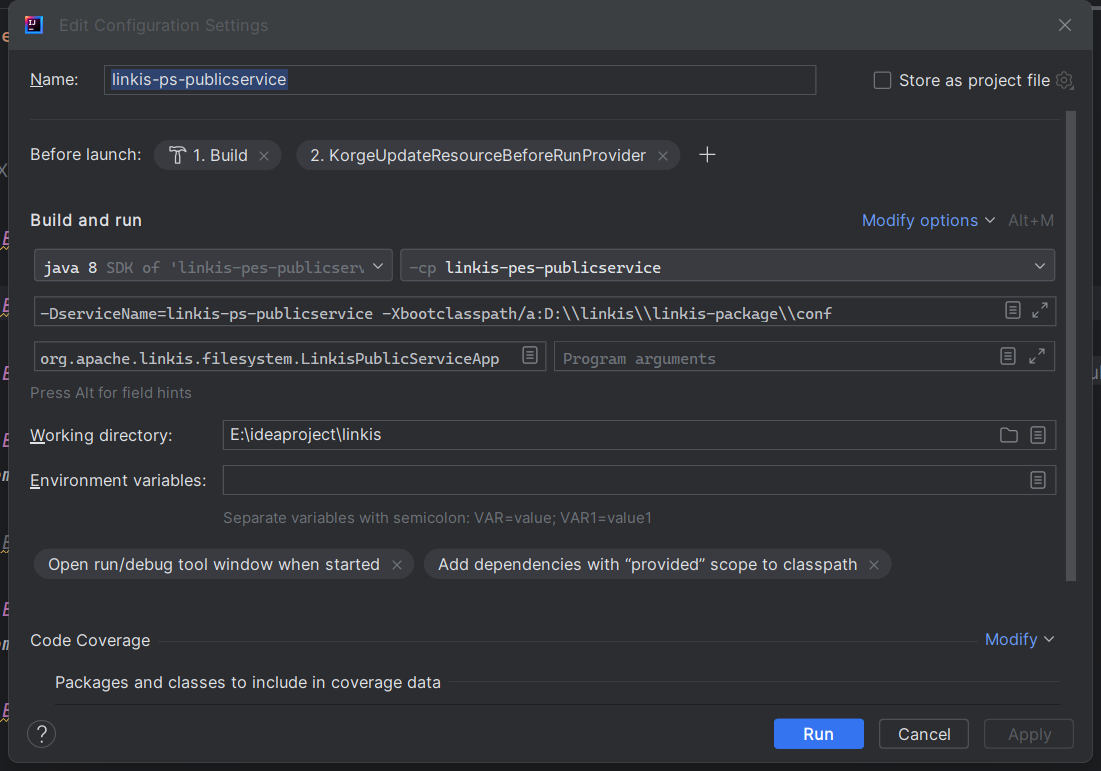 Edit Configuration Settings
Name: linkis-ps-publicservice Store as project file
Before launch: 1. Build 2. KorgeUpdateResourceBeforeRunProvider
Build and run Modify options Alt+M
java 8 SDK of 'linkis-pes-publicserv -cp linkis-pes-publicservice
-DserviceName=linkis-ps-publicservice -Xbootclasspath/a:D:\\linkis\\linkis-package\\conf
org.apache.linkis.filesystem.LinkisPublicServiceApp Program arguments
Press Alt for field hints
Working directory: E:\ideaproject\linkis
Environment variables:
Separate variables with semicolon: VAR=value; VAR1=value1
Open run/debug tool window when started Add dependencies with “provided” scope to classpath
Code Coverage Modify
Packages and classes to include in coverage data
? Run Cancel Apply